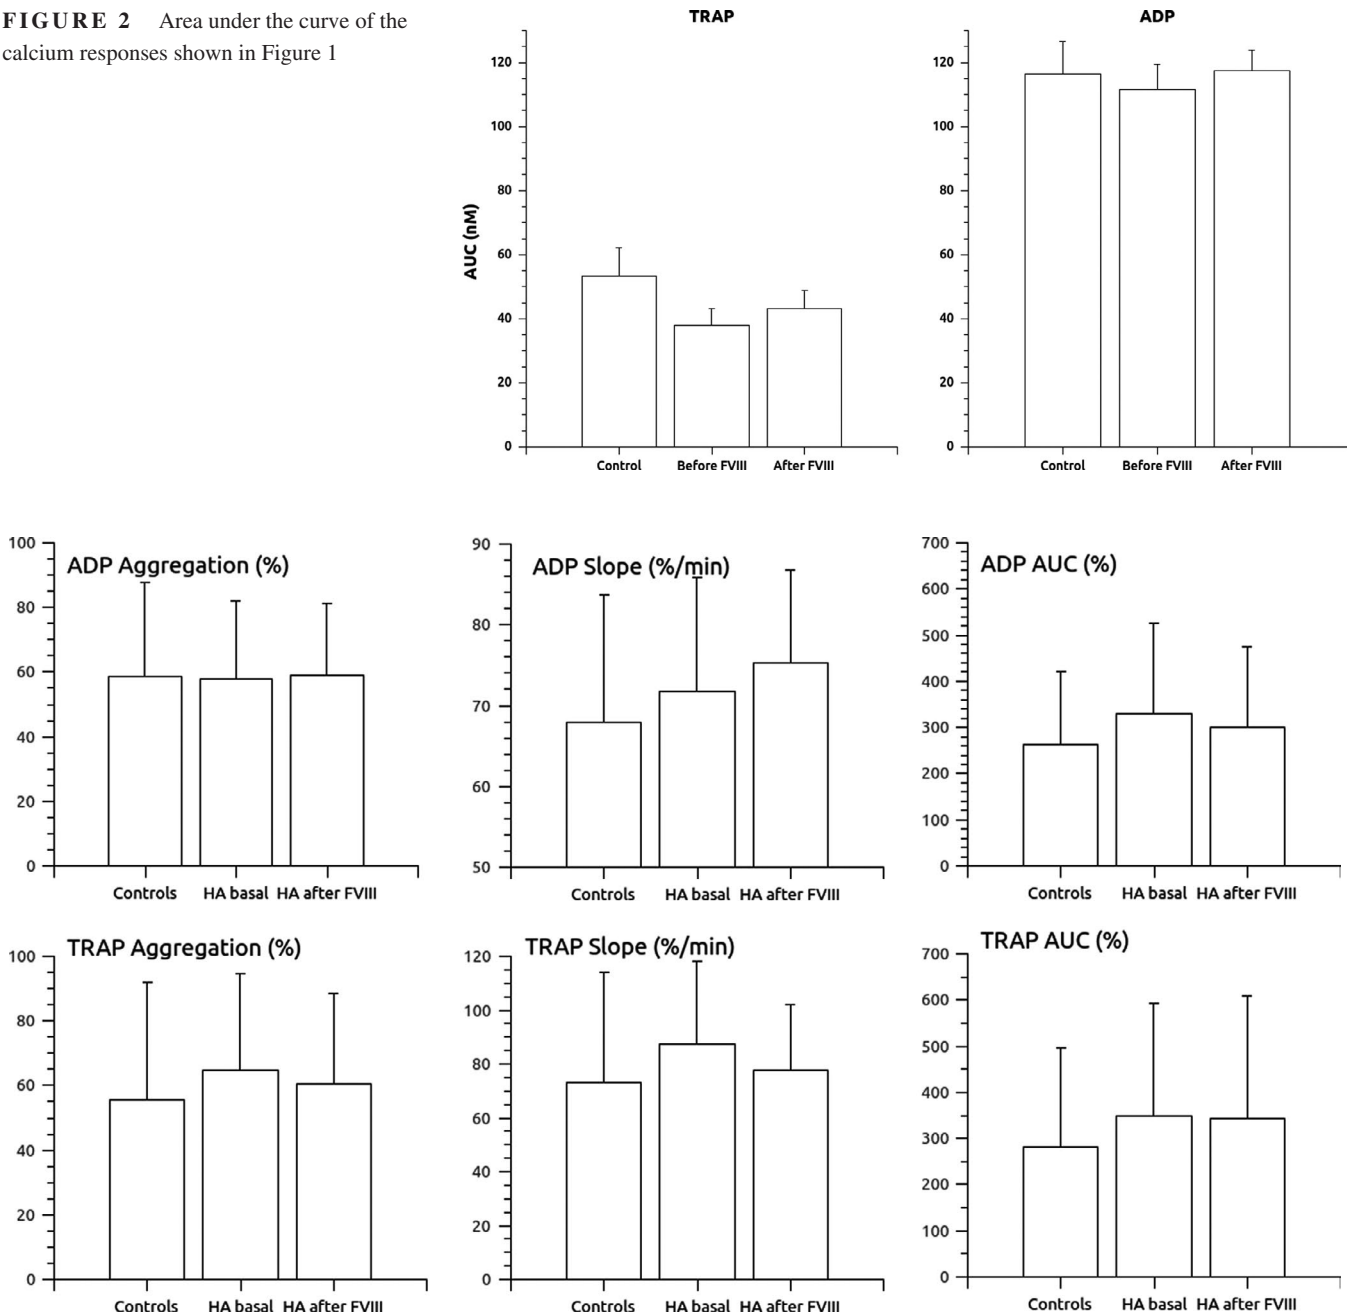 FIGURE 2 Area under the curve of the
calcium responses shown in Figure 1
TRAP
AUC (nM)
120
100
80
60
40
20
0
Control Before FVIII After FVIII
ADP
120
100
80
60
40
20
0
Control Before FVIII After FVIII
ADP Aggregation (%)
100
80
60
40
20
0
Controls HA basal HA after FVIII
ADP Slope (%/min)
90
80
70
60
50
Controls HA basal HA after FVIII
ADP AUC (%)
700
600
500
400
300
200
100
0
Controls HA basal HA after FVIII
TRAP Aggregation (%)
100
80
60
40
20
0
Controls HA basal HA after FVIII
TRAP Slope (%/min)
120
100
80
60
40
20
0
Controls HA basal HA after FVIII
TRAP AUC (%)
700
600
500
400
300
200
100
0
Controls HA basal HA after FVIII